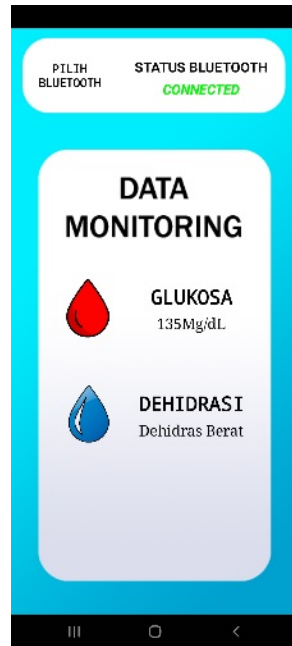 PILIH
BLUETOOTH
STATUS BLUETOOTH
CONNECTED
DATA
MONITORING
GLUKOSA
135Mg/dL
DEHIDRASI
Dehidras Berat